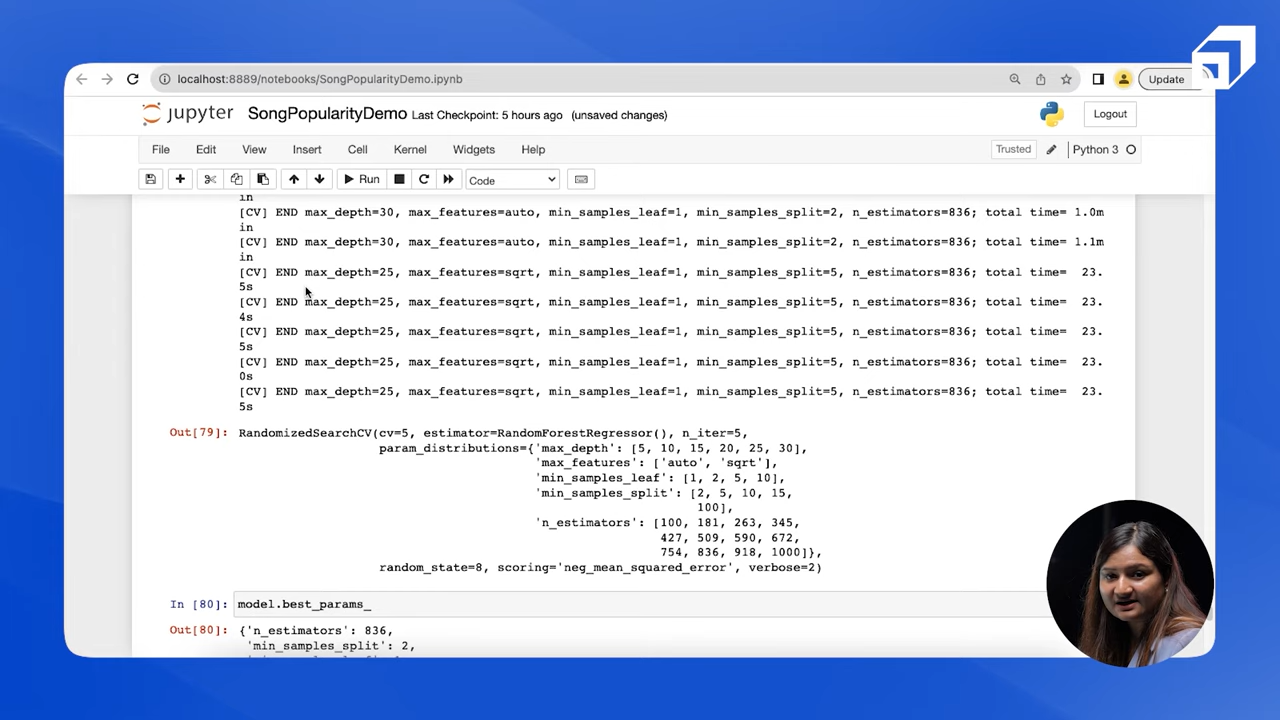 localhost:8889/notebooks/SongPopularityDemo.ipynb
Update
jupyter SongPopularityDemo Last Checkpoint: 5 hours ago (unsaved changes)
Logout
File Edit View Insert Cell Kernel Widgets Help
Trusted Python 3
Run Code
in
[CV] END max_depth=30, max_features=auto, min_samples_leaf=1, min_samples_split=2, n_estimators=836; total time= 1.0m
in
[CV] END max_depth=30, max_features=auto, min_samples_leaf=1, min_samples_split=2, n_estimators=836; total time= 1.1m
in
[CV] END max_depth=25, max_features=sqrt, min_samples_leaf=1, min_samples_split=5, n_estimators=836; total time= 23.
5s
[CV] END max_depth=25, max_features=sqrt, min_samples_leaf=1, min_samples_split=5, n_estimators=836; total time= 23.
4s
[CV] END max_depth=25, max_features=sqrt, min_samples_leaf=1, min_samples_split=5, n_estimators=836; total time= 23.
5s
[CV] END max_depth=25, max_features=sqrt, min_samples_leaf=1, min_samples_split=5, n_estimators=836; total time= 23.
0s
[CV] END max_depth=25, max_features=sqrt, min_samples_leaf=1, min_samples_split=5, n_estimators=836; total time= 23.
5s
Out[79]: RandomizedSearchCV(cv=5, estimator=RandomForestRegressor(), n_iter=5,
param_distributions={'max_depth': [5, 10, 15, 20, 25, 30],
'max_features': ['auto', 'sqrt'],
'min_samples_leaf': [1, 2, 5, 10],
'min_samples_split': [2, 5, 10, 15,
100],
'n_estimators': [100, 181, 263, 345,
427, 509, 590, 672,
754, 836, 918, 1000]},
random_state=8, scoring='neg_mean_squared_error', verbose=2)
In [80]: model.best_params_
Out[80]: {'n_estimators': 836,
'min_samples_split': 2,